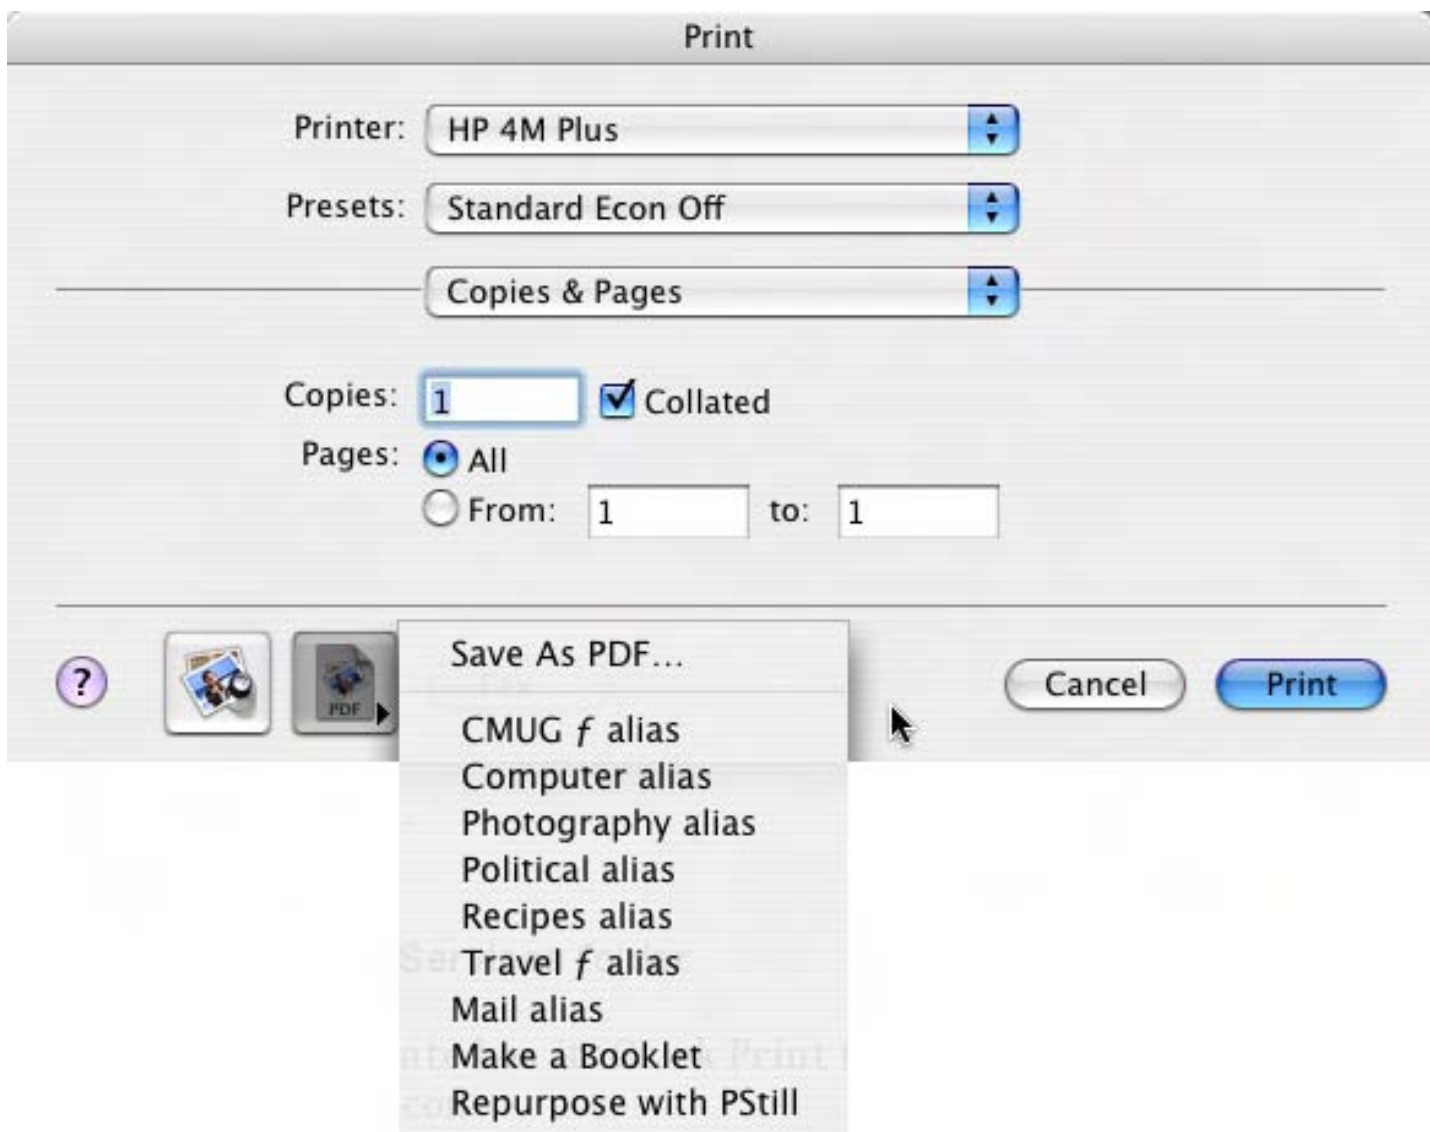 Print
Printer: HP 4M Plus
Presets: Standard Econ Off
Copies & Pages
Copies: 1 Collated
Pages: All
From: 1 to: 1
? PDF Save As PDF... Cancel Print
CMUG ƒ alias
Computer alias
Photography alias
Political alias
Recipes alias
Travel ƒ alias
Mail alias
Make a Booklet
Repurpose with PStill